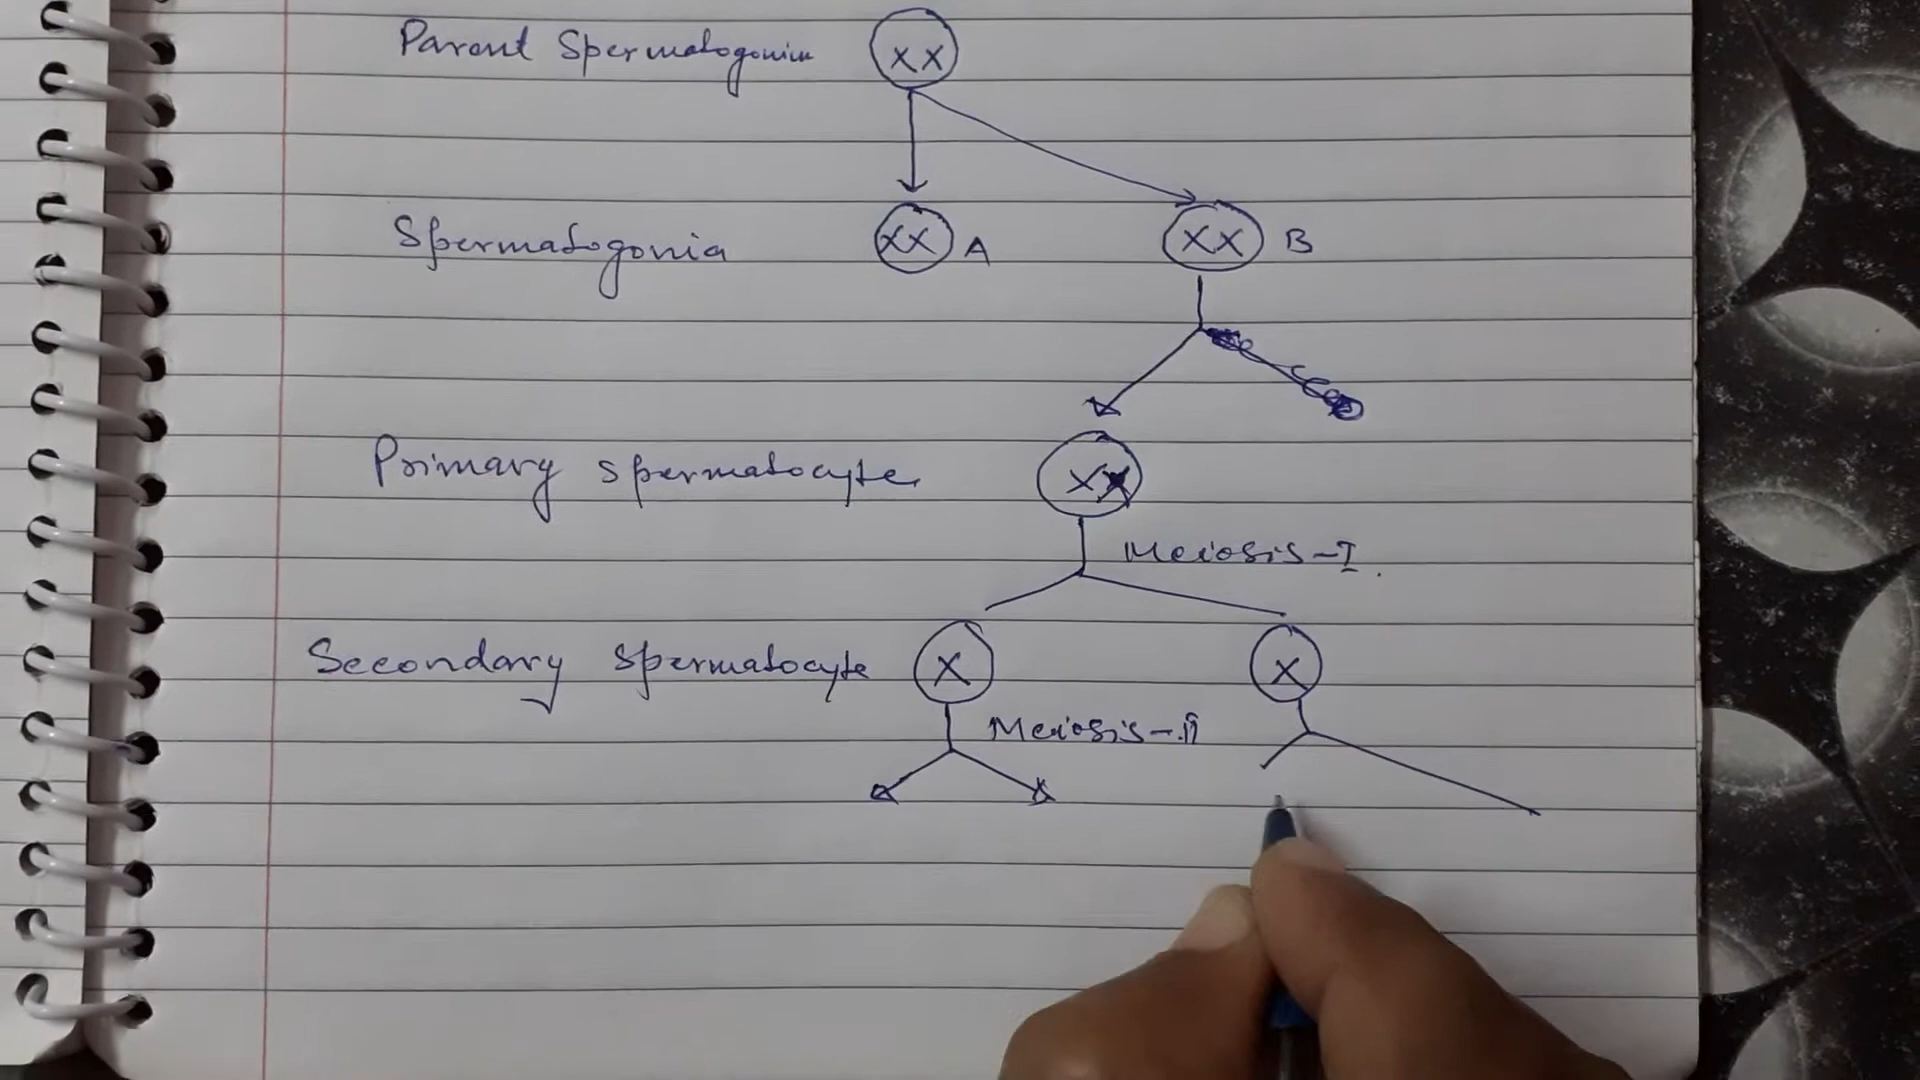 Parent Spermatogonium XX
Spermatogonia XX A XX B
Primary spermatocyte XX
Meiosis-I.
Secondary spermatocyte X X
Meiosis-II